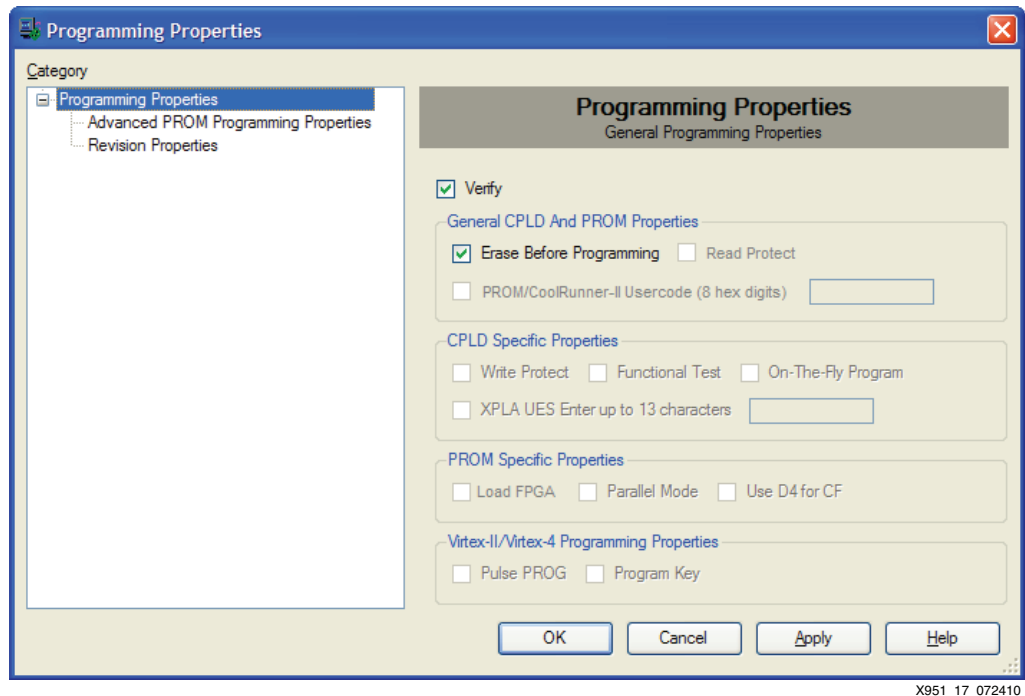 Programming Properties
Category
Programming Properties
Advanced PROM Programming Properties
Revision Properties
Programming Properties
General Programming Properties
Verify
General CPLD And PROM Properties
Erase Before Programming Read Protect
PROM/CoolRunner-II Usercode (8 hex digits)
CPLD Specific Properties
Write Protect Functional Test On-The-Fly Program
XPLA UES Enter up to 13 characters
PROM Specific Properties
Load FPGA Parallel Mode Use D4 for CF
Virtex-II/Virtex-4 Programming Properties
Pulse PROG Program Key
OK Cancel Apply Help
X951_17_072410